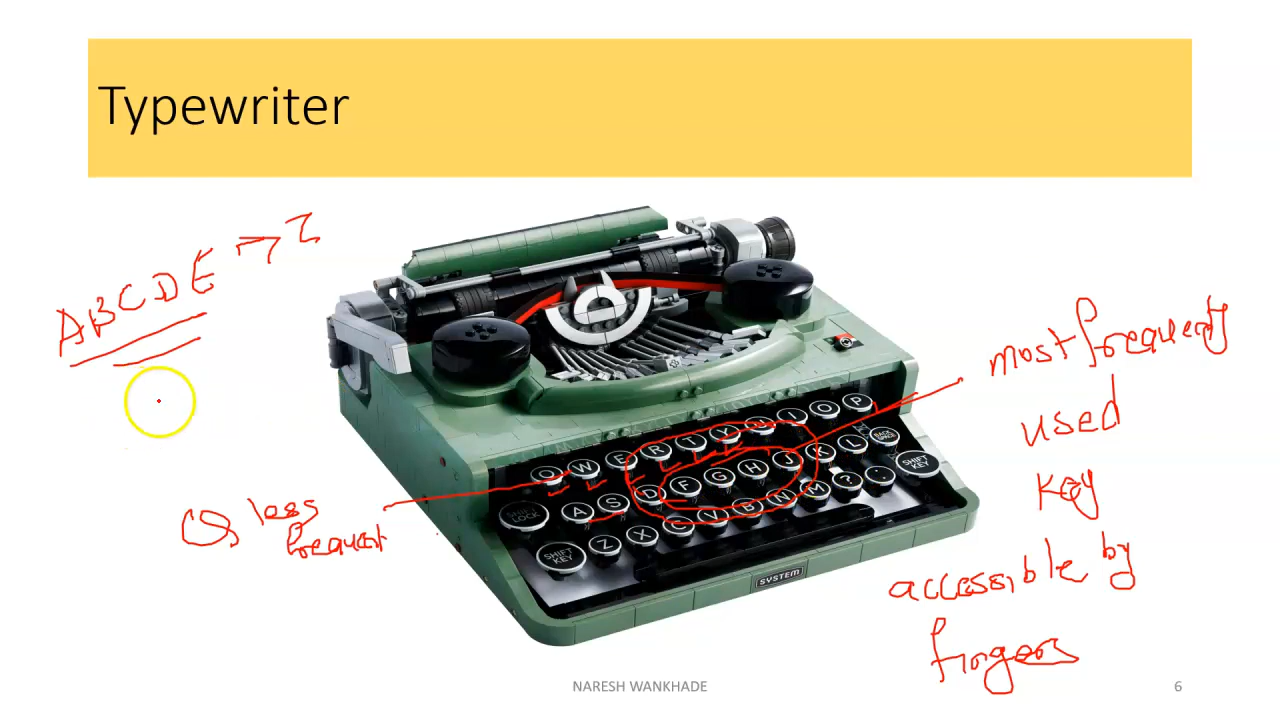 Typewriter
ABCDE → Z
most frequently
used
key
accessible by
fingers
Q less
frequent
Q W E R T Y U I O P
BACK SPACE
SHIFT LOCK A S D F G H J K L
SHIFT KEY
SHIFT KEY Z X C V B N M ? .
SYSTEM
NARESH WANKHADE
6